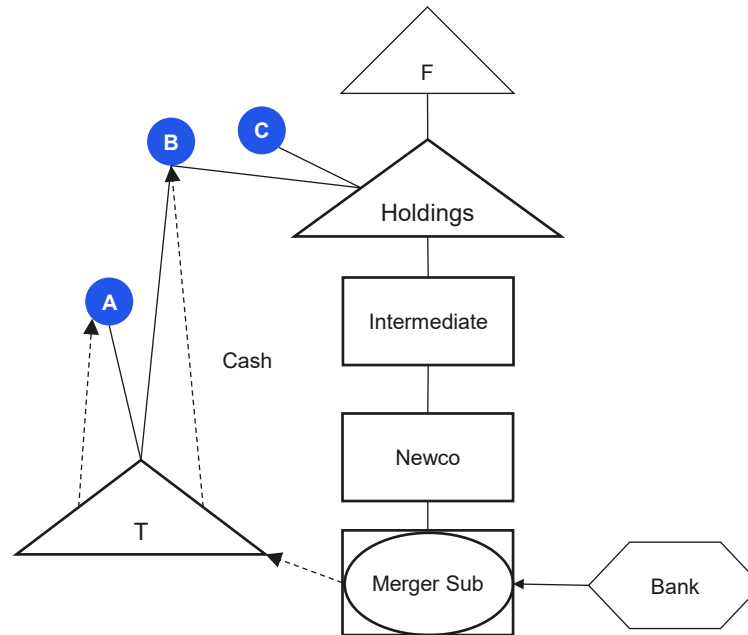 F
C
B
Holdings
A
Intermediate
Cash
Newco
T
Merger Sub
Bank